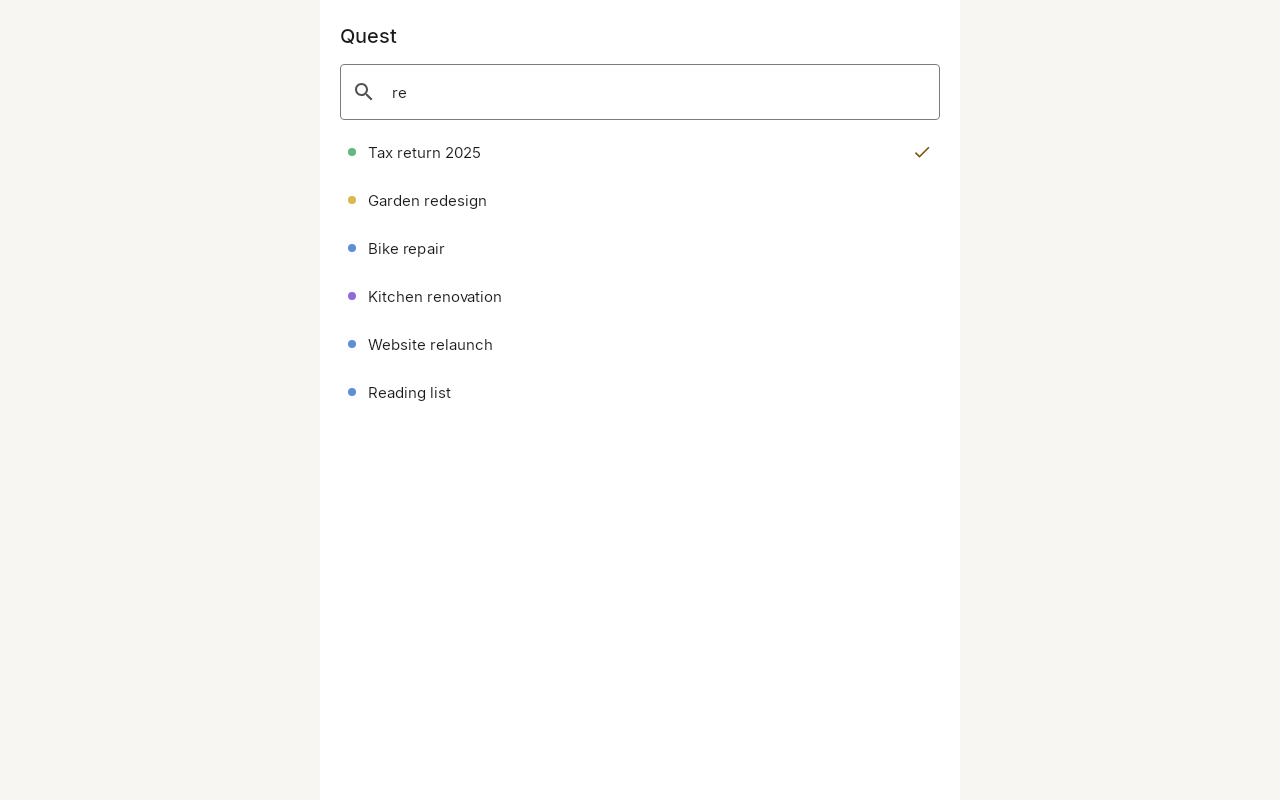 Quest
re
Tax return 2025
Garden redesign
Bike repair
Kitchen renovation
Website relaunch
Reading list